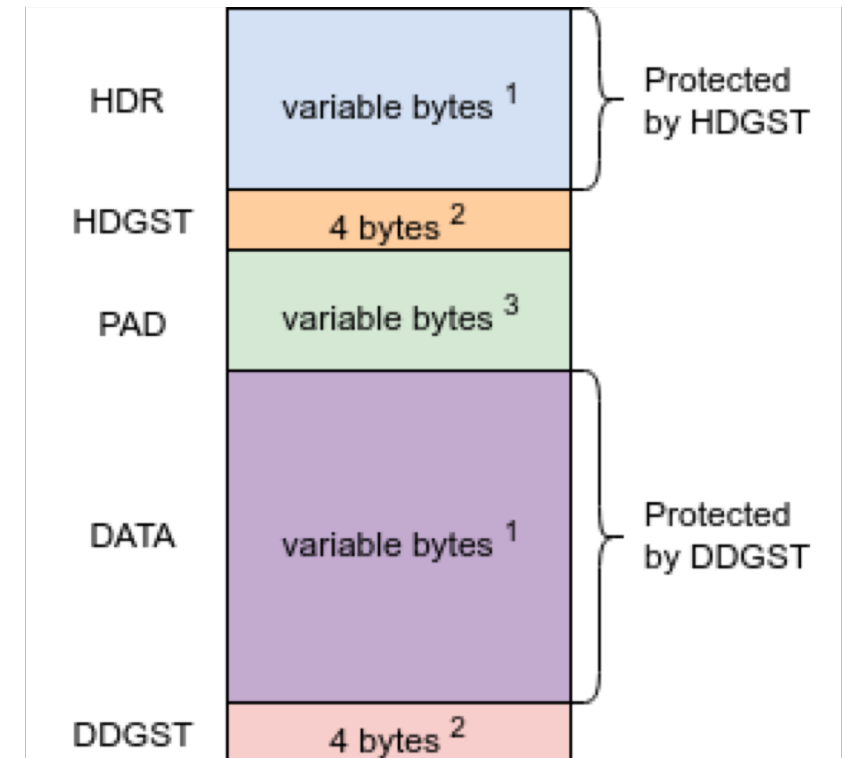 HDR
variable bytes 1
Protected
by HDGST
HDGST
4 bytes 2
PAD
variable bytes 3
DATA
variable bytes 1
Protected
by DDGST
DDGST
4 bytes 2